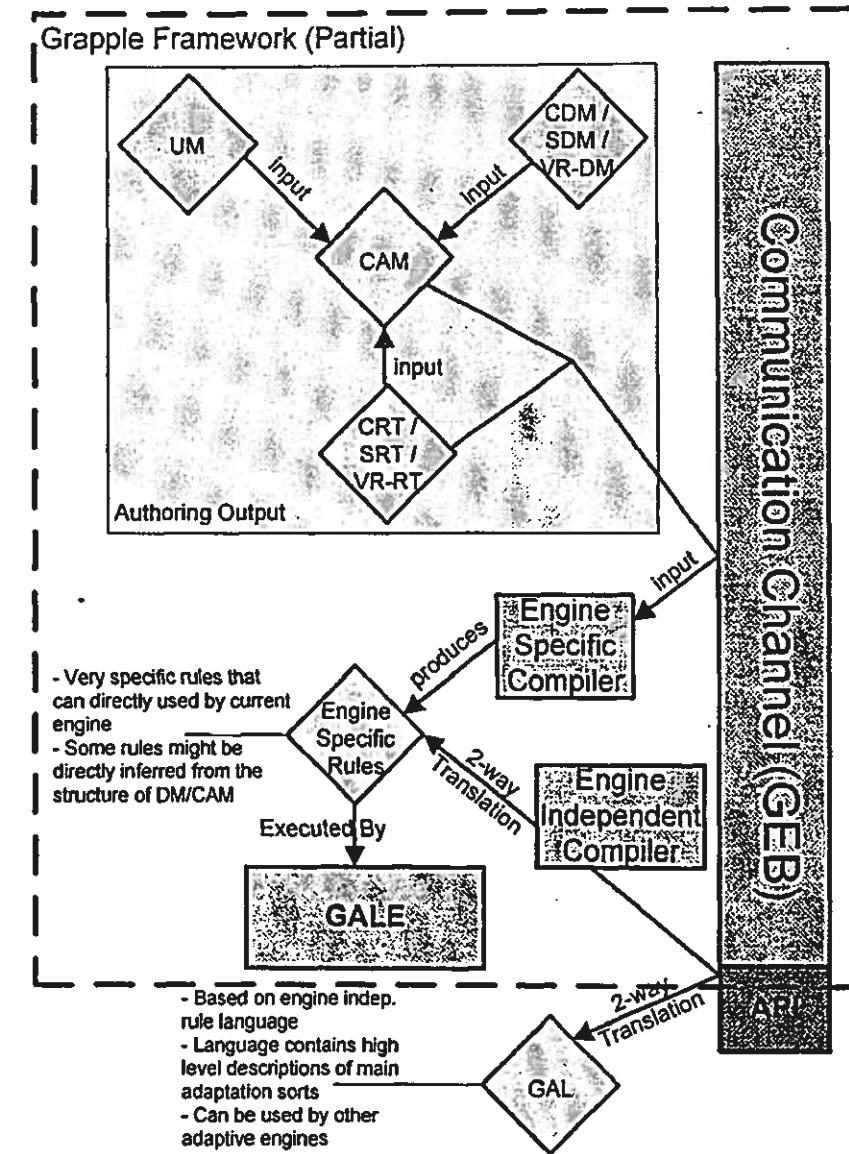 Grapple Framework (Partial)
UM
CDM /
SDM /
VR-DM
input
input
CAM
input
CRT /
SRT /
VR-RT
Authoring Output
Communication Channel (GEB)
input
Engine
Specific
Compiler
produces
- Very specific rules that
can directly used by current
engine
- Some rules might be
directly inferred from the
structure of DM/CAM
Engine
Specific
Rules
2-way
Translation
Engine
Independent
Compiler
Executed By
GALE
API
2-way
Translation
- Based on engine indep.
rule language
- Language contains high
level descriptions of main
adaptation sorts
- Can be used by other
adaptive engines
GAL